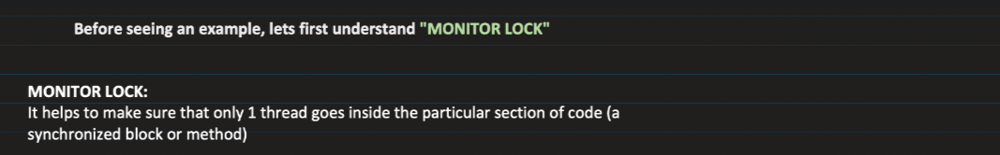 Before seeing an example, lets first understand "MONITOR LOCK"
MONITOR LOCK:
It helps to make sure that only 1 thread goes inside the particular section of code (a
synchronized block or method)